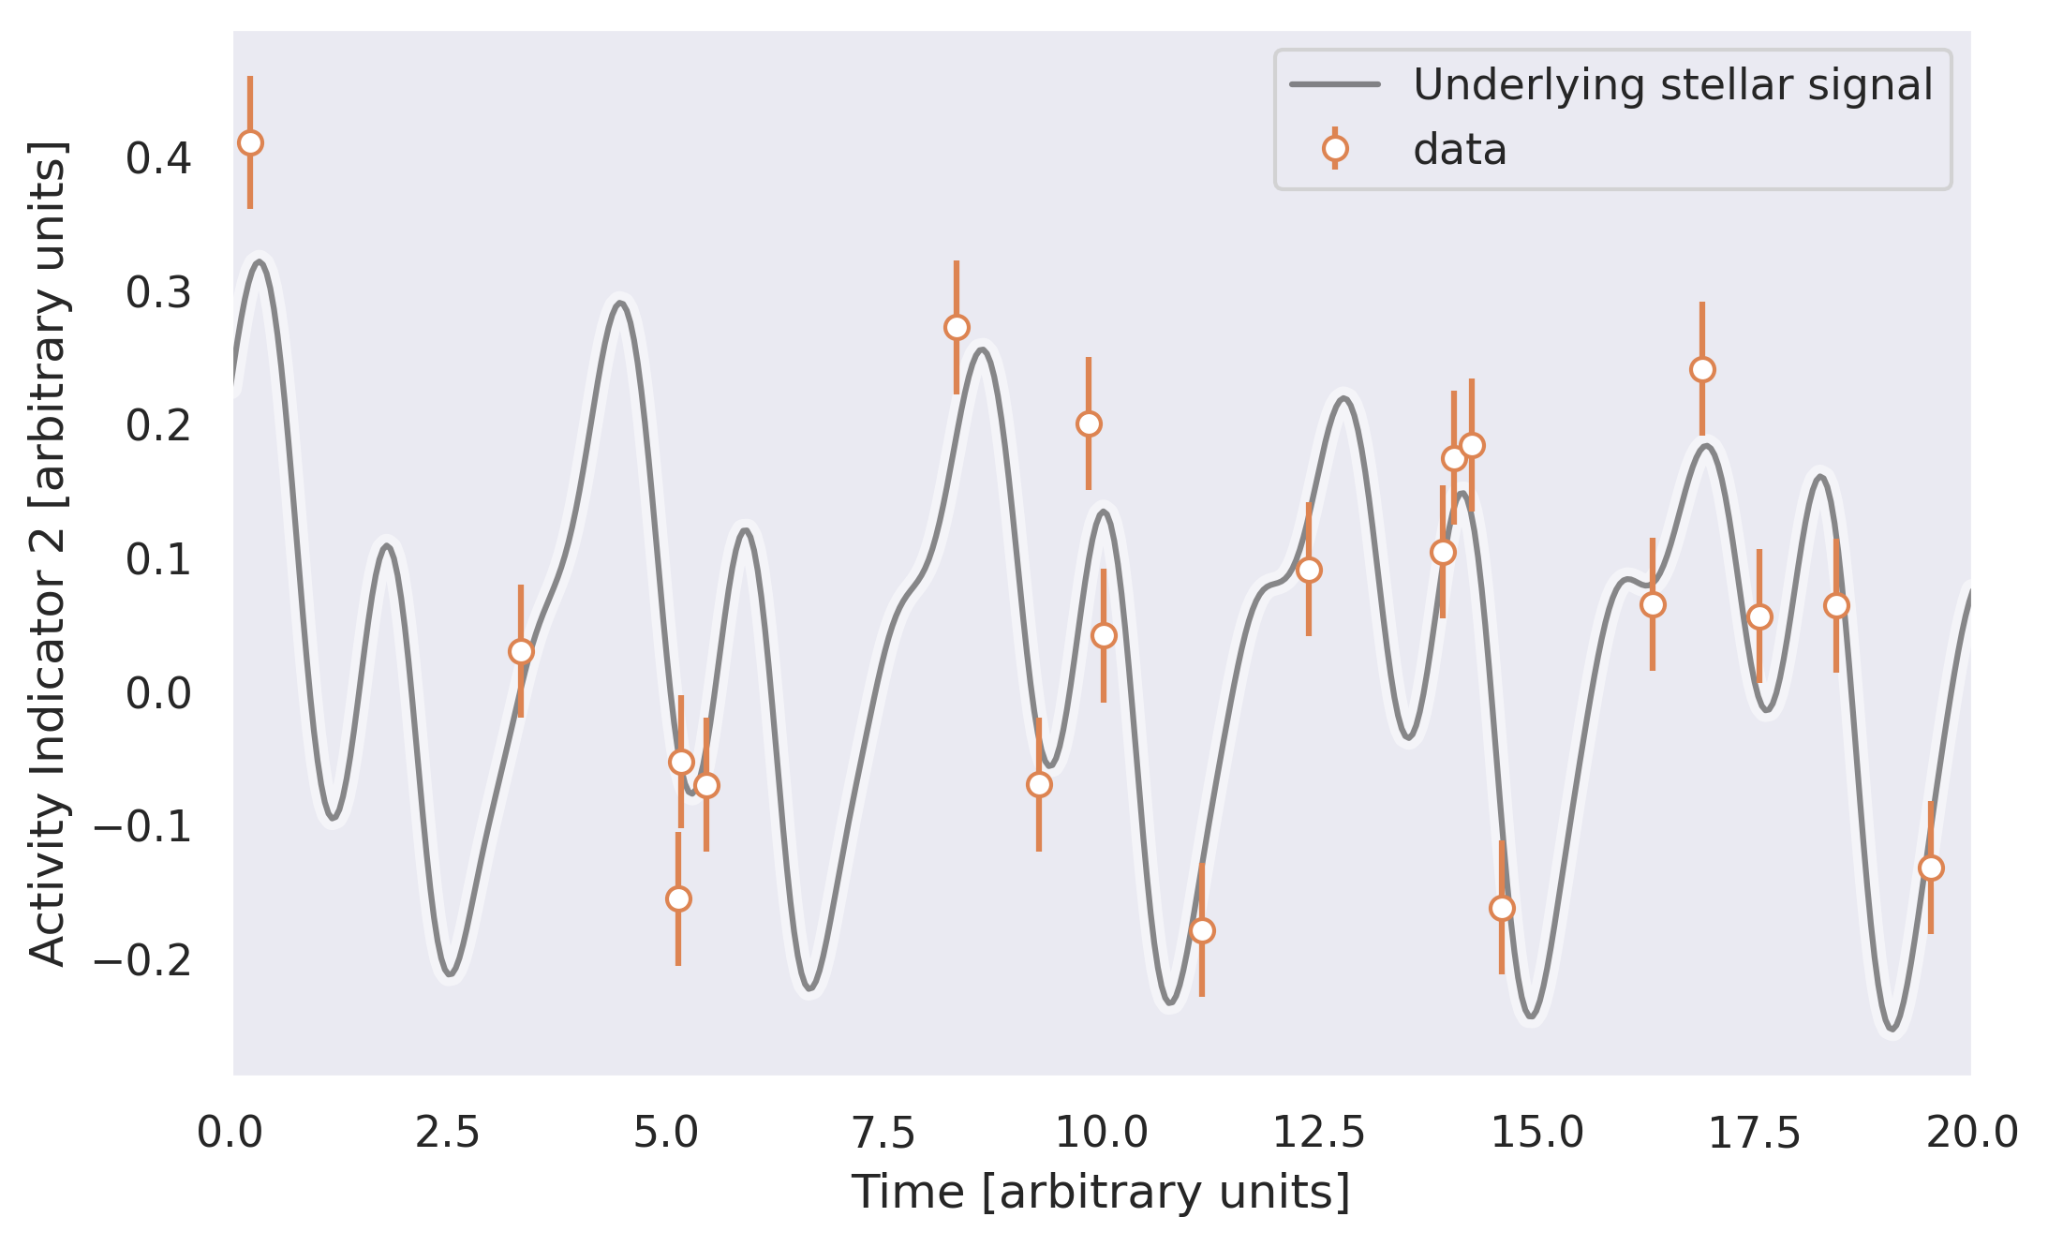 Underlying stellar signal
data
Activity Indicator 2 [arbitrary units]
0.4
0.3
0.2
0.1
0.0
−0.1
−0.2
0.0 2.5 5.0 7.5 10.0 12.5 15.0 17.5 20.0
Time [arbitrary units]